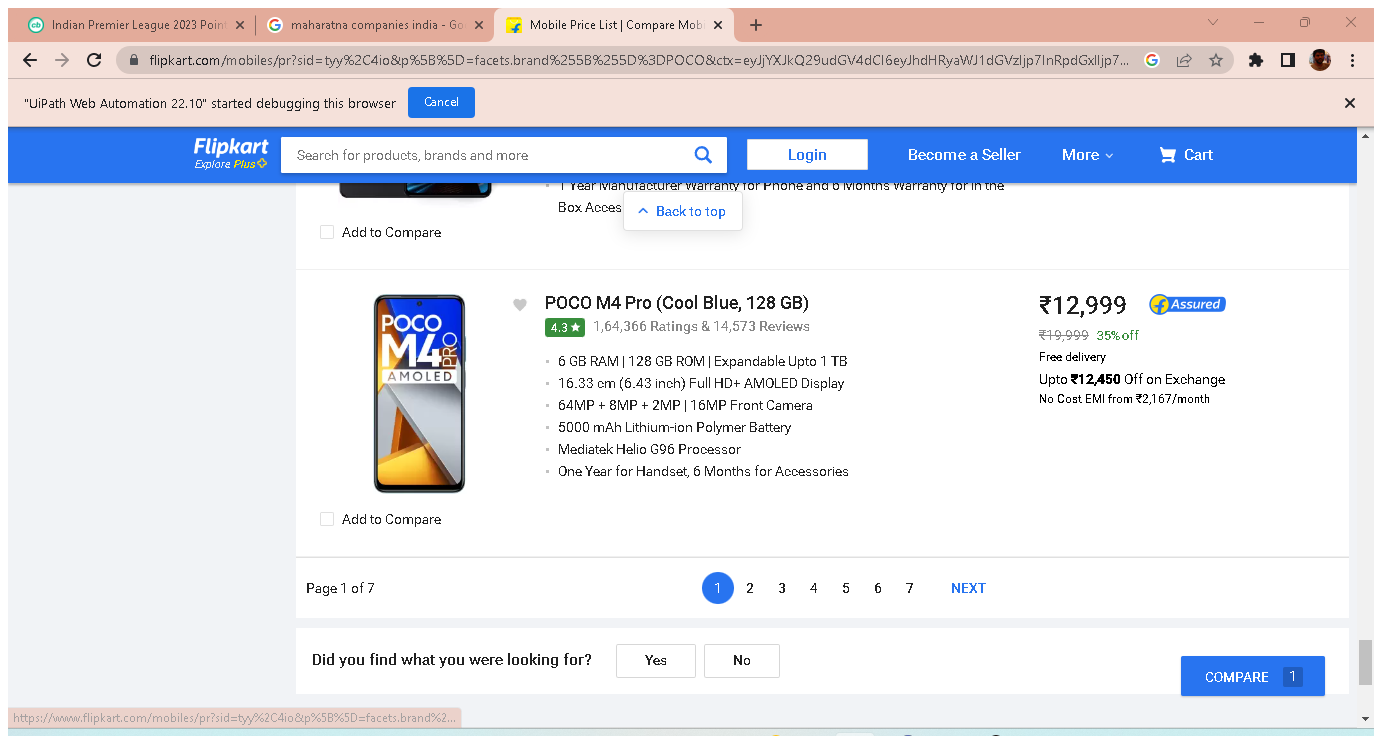 Indian Premier League 2023 Point
maharatna companies india - Go
Mobile Price List | Compare Mobi
flipkart.com/mobiles/pr?sid=tyy%2C4io&p%5B%5D=facets.brand%255B%255D%3DPOCO&ctx=eyJjYXJkQ29udGV4dCI6eyJhdHRyaWJ1dGVzIjp7InRpdGxlIjp7...
"UiPath Web Automation 22.10" started debugging this browser
Cancel
Flipkart
Explore Plus
Search for products, brands and more
Login
Become a Seller
More
Cart
1 Year Manufacturer Warranty for Phone and 6 Months Warranty for In the
Box Acces
Back to top
Add to Compare
POCO
M4 PRO
AMOLED
POCO M4 Pro (Cool Blue, 128 GB)
4.3 ★ 1,64,366 Ratings & 14,573 Reviews
6 GB RAM | 128 GB ROM | Expandable Upto 1 TB
16.33 cm (6.43 inch) Full HD+ AMOLED Display
64MP + 8MP + 2MP | 16MP Front Camera
5000 mAh Lithium-ion Polymer Battery
Mediatek Helio G96 Processor
One Year for Handset, 6 Months for Accessories
₹12,999
Assured
₹19,999 35% off
Free delivery
Upto ₹12,450 Off on Exchange
No Cost EMI from ₹2,167/month
Add to Compare
Page 1 of 7
1 2 3 4 5 6 7 NEXT
Did you find what you were looking for?
Yes
No
COMPARE 1
https://www.flipkart.com/mobiles/pr?sid=tyy%2C4io&p%5B%5D=facets.brand%2...